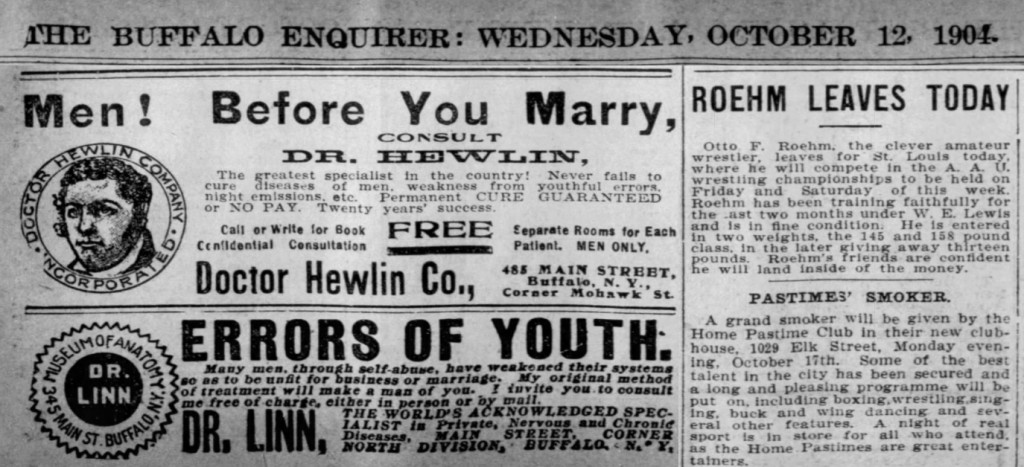 THE BUFFALO ENQUIRER: WEDNESDAY, OCTOBER 12, 1904.
Men! Before You Marry,
CONSULT
DR. HEWLIN,
The greatest specialist in the country! Never fails to
cure diseases of men, weakness from youthful errors,
night emissions, etc. Permanent CURE GUARANTEED
or NO PAY. Twenty years' success.
Call or Write for Book
Confidential Consultation
FREE
Separate Rooms for Each
Patient. MEN ONLY.
Doctor Hewlin Co.,
485 MAIN STREET,
Buffalo, N. Y.,
Corner Mohawk St.
DOCTOR HEWLIN COMPANY
INCORPORATED
ERRORS OF YOUTH:
Many men, through self-abuse, have weakened their systems
so as to be unfit for business or marriage. My original method
of treatment will make a man of you. I invite you to consult
me free of charge, either in person or by mail.
DR. LINN,
THE WORLD'S ACKNOWLEDGED SPEC-
IALIST in Private, Nervous and Chronic
Diseases, MAIN STREET, CORNER
NORTH DIVISION, BUFFALO, N. Y.
MUSEUM OF ANATOMY
DR.
LINN
344 S MAIN ST. BUFFALO, N.Y.
ROEHM LEAVES TODAY
Otto F. Roehm, the clever amateur
wrestler, leaves for St. Louis today,
where he will compete in the A. A. U.
wrestling championships to be held on
Friday and Saturday of this week.
Roehm has been training faithfully for
the last two months under W. E. Lewis
and is in fine condition. He is entered
in two weights, the 145 and 158 pound
class, in the later giving away thirteen
pounds. Roehm's friends are confident
he will land inside of the money.
PASTIMES' SMOKER.
A grand smoker will be given by the
Home Pastime Club in their new club-
house, 1029 Elk Street, Monday even-
ing, October 17th. Some of the best
talent in the city has been secured and
a long and pleasing programme will be
put on, including boxing, wrestling, sing-
ing, buck and wing dancing and sev-
eral other features. A night of real
sport is in store for all who attend,
as the Home Pastimes are great enter-
tainers.